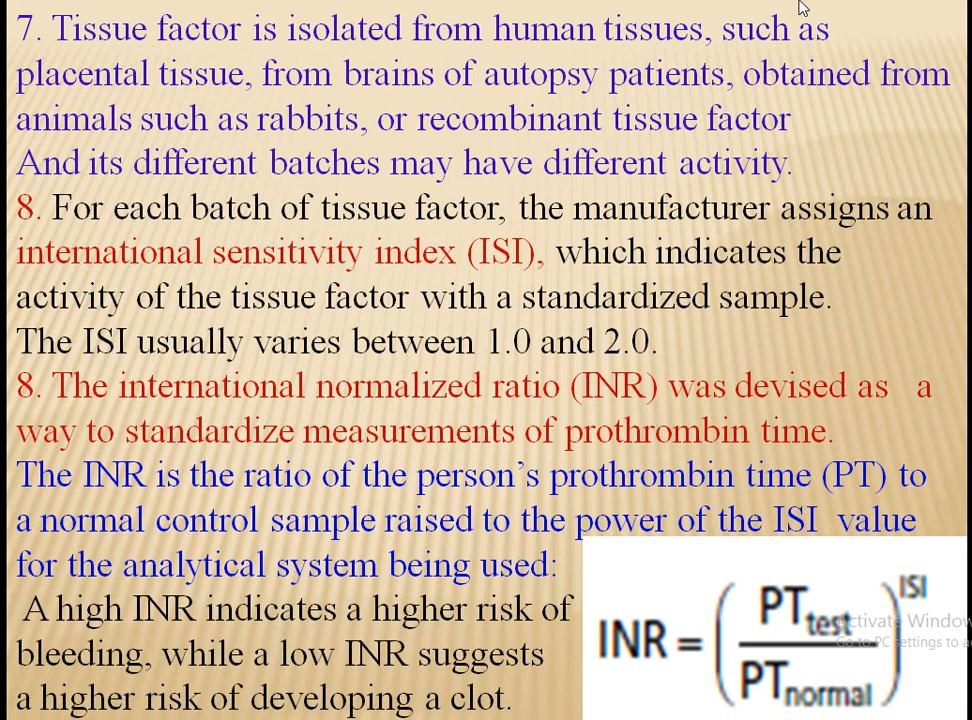 7. Tissue factor is isolated from human tissues, such as
placental tissue, from brains of autopsy patients, obtained from
animals such as rabbits, or recombinant tissue factor
And its different batches may have different activity.
8. For each batch of tissue factor, the manufacturer assigns an
international sensitivity index (ISI), which indicates the
activity of the tissue factor with a standardized sample.
The ISI usually varies between 1.0 and 2.0.
8. The international normalized ratio (INR) was devised as a
way to standardize measurements of prothrombin time.
The INR is the ratio of the person’s prothrombin time (PT) to
a normal control sample raised to the power of the ISI value
for the analytical system being used:
A high INR indicates a higher risk of
bleeding, while a low INR suggests
a higher risk of developing a clot.
INR = (PTtest / PTnormal)^ISI
Activate Window
Go to PC settings to a